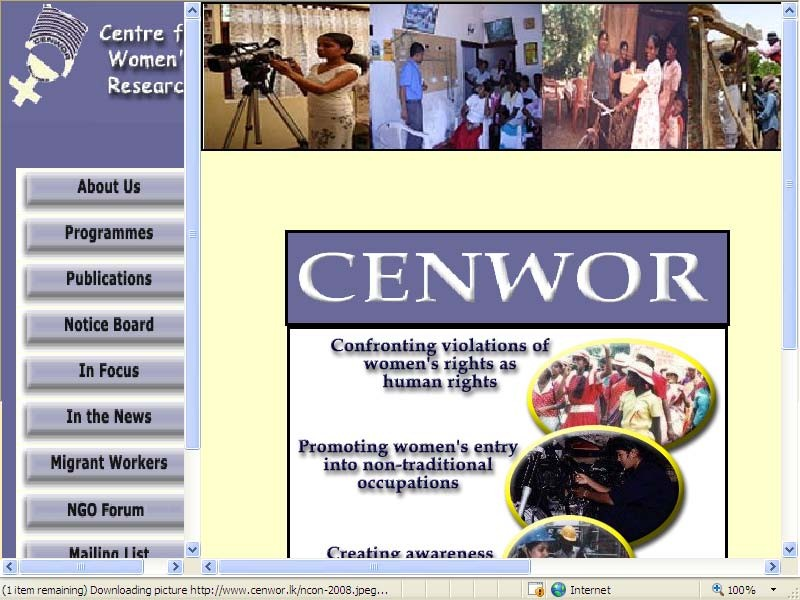 Centre f
Women'
Researc
About Us
Programmes
Publications
Notice Board
In Focus
In the News
Migrant Workers
NGO Forum
Mailing List
CENWOR
Confronting violations of
women's rights as
human rights
Promoting women's entry
into non-traditional
occupations
Creating awareness
(1 item remaining) Downloading picture http://www.cenwor.lk/ncon-2008.jpeg...
Internet
100%